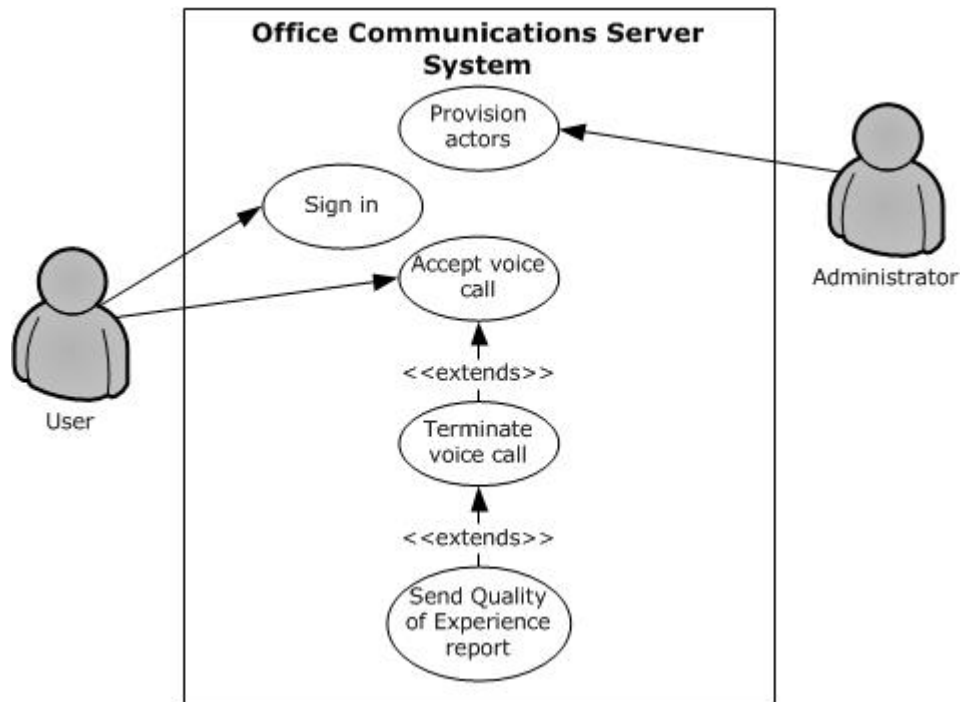 Office Communications Server
System
Provision
actors
Sign in
Accept voice
call
Administrator
<<extends>>
User
Terminate
voice call
<<extends>>
Send Quality
of Experience
report